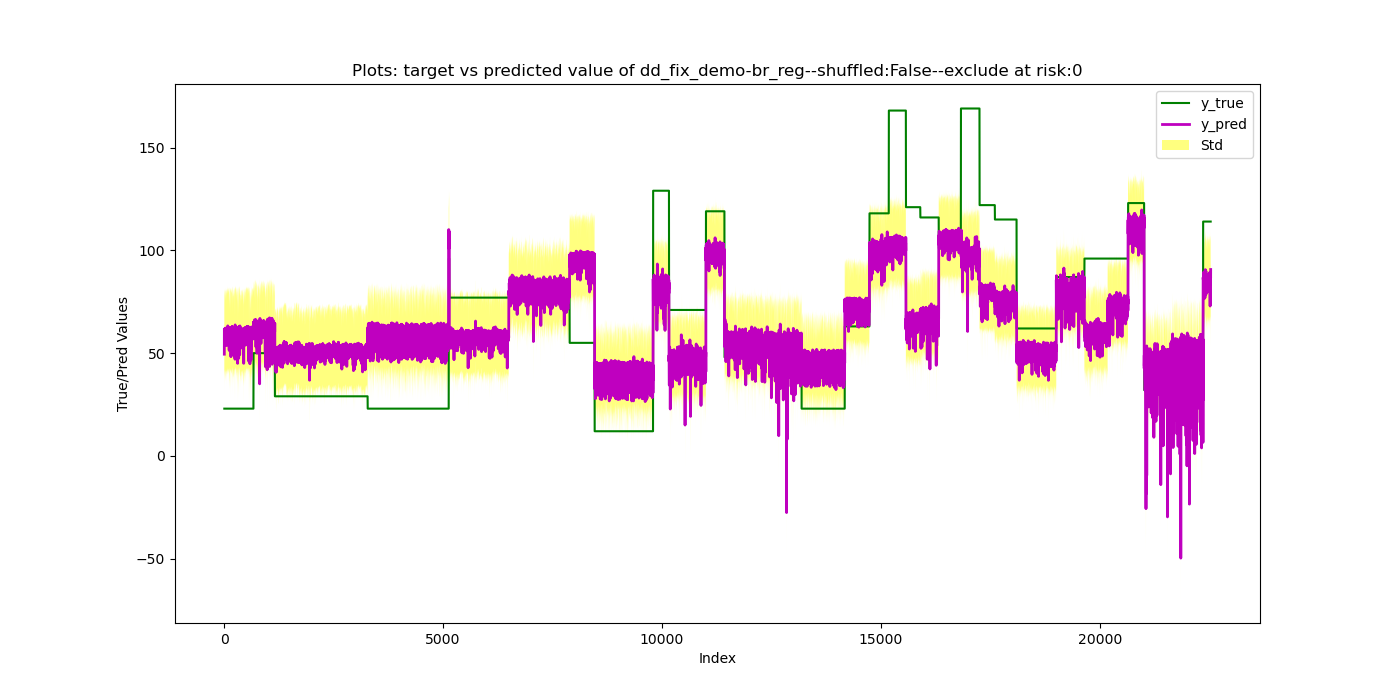 Plots: target vs predicted value of dd_fix_demo-br_reg--shuffled:False--exclude at risk:0
y_true
y_pred
Std
150
100
50
0
−50
True/Pred Values
0
5000
10000
15000
20000
Index